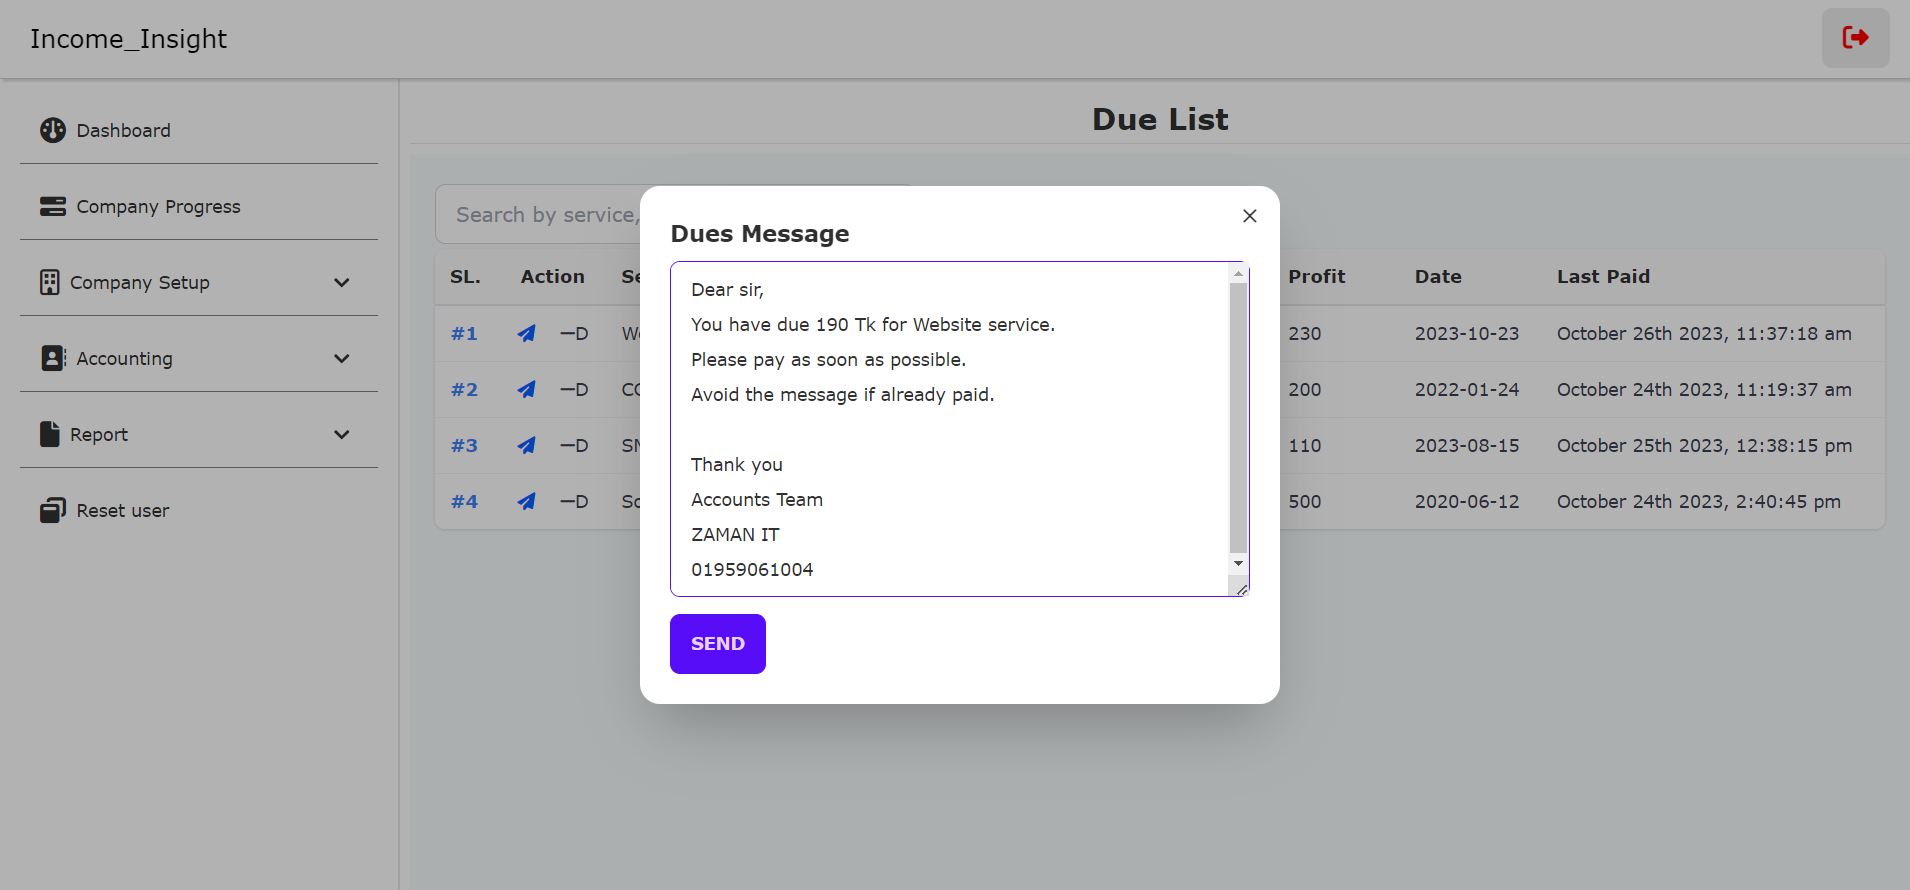 Income_Insight
Dashboard
Company Progress
Company Setup
Accounting
Report
Reset user
Due List
Search by service,
SL. Action Profit Date Last Paid
#1 —D 230 2023-10-23 October 26th 2023, 11:37:18 am
#2 —D 200 2022-01-24 October 24th 2023, 11:19:37 am
#3 —D 110 2023-08-15 October 25th 2023, 12:38:15 pm
#4 —D 500 2020-06-12 October 24th 2023, 2:40:45 pm
Dues Message
Dear sir,
You have due 190 Tk for Website service.
Please pay as soon as possible.
Avoid the message if already paid.
Thank you
Accounts Team
ZAMAN IT
01959061004
SEND